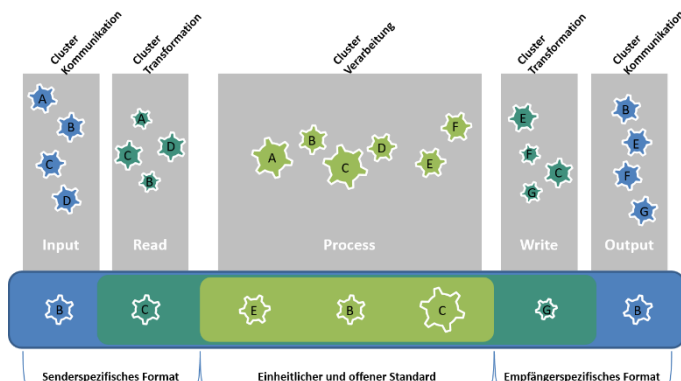 Cluster
Kommunikation
Cluster
Transformation
Cluster
Verarbeitung
Cluster
Transformation
Cluster
Kommunikation
A
B
C
D
Input
A
C
D
B
Read
A
B
C
D
E
F
Process
E
F
C
G
Write
B
E
F
G
Output
B
C
E
B
C
G
B
Senderspezifisches Format
Einheitlicher und offener Standard
Empfängerspezifisches Format